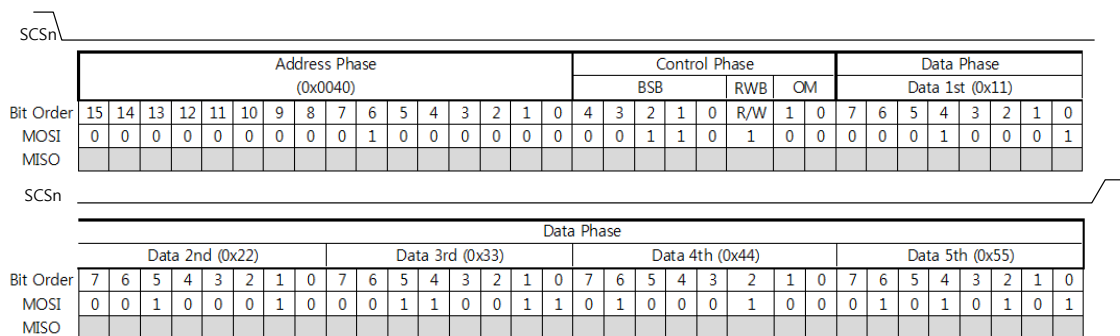 SCSn
Address Phase Control Phase Data Phase
(0x0040) BSB RWB OM Data 1st (0x11)
Bit Order 15 14 13 12 11 10 9 8 7 6 5 4 3 2 1 0 4 3 2 1 0 R/W 1 0 7 6 5 4 3 2 1 0
MOSI 0 0 0 0 0 0 0 0 0 1 0 0 0 0 0 0 0 0 1 1 0 1 0 0 0 0 0 1 0 0 0 1
MISO
SCSn
Data Phase
Data 2nd (0x22) Data 3rd (0x33) Data 4th (0x44) Data 5th (0x55)
Bit Order 7 6 5 4 3 2 1 0 7 6 5 4 3 2 1 0 7 6 5 4 3 2 1 0 7 6 5 4 3 2 1 0
MOSI 0 0 1 0 0 0 1 0 0 0 1 1 0 0 1 1 0 1 0 0 0 1 0 0 0 1 0 1 0 1 0 1
MISO